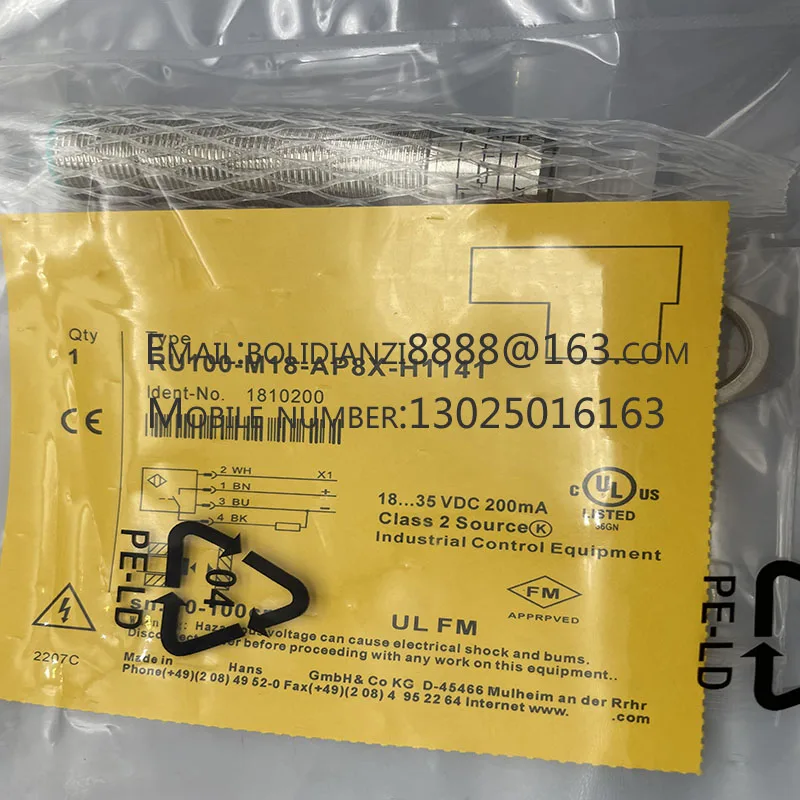 Qty
1
Type
RU100-M18-AP8X-H1141
EMAIL:BOLIDIANZI8888@163.COM
Ident-No. 1810200
MOBILE NUMBER:13025016163
CE
2 WH X1
1 BN +
3 BU −
4 BK
18...35 VDC 200mA
Class 2 Source K
Industrial Control Equipment
C UL US
LISTED
36GN
FM
APPRPVED
UL FM
PE-LD
04
PE-LD
2207C
voltage can cause electrical shock and bums.
before proceeding with any work on this equipment..
Made in Hans GmbH & Co KG D-45466 Mulheim an der Rrhr
Phone(+49)(2 08) 49 52-0 Fax(+49)(2 08) 4 95 22 64 Internet www. .com